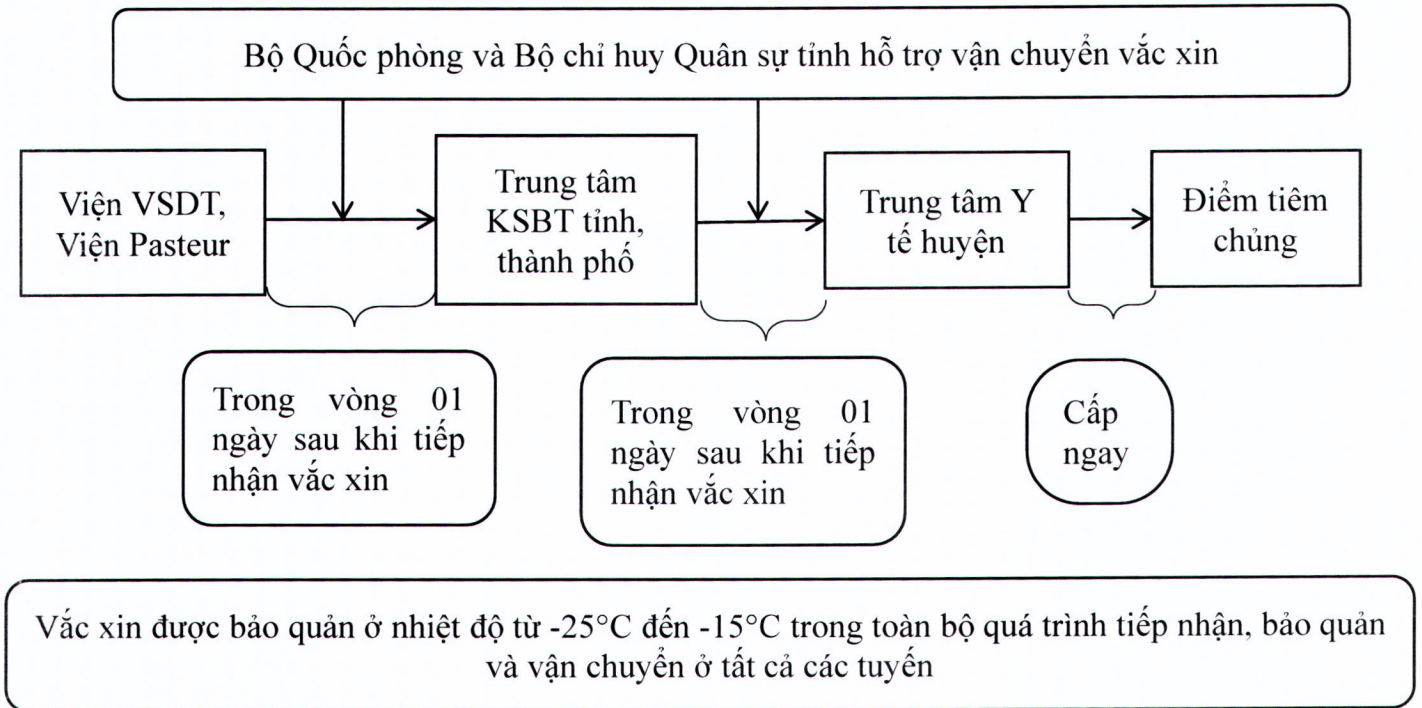 Bộ Quốc phòng và Bộ chỉ huy Quân sự tỉnh hỗ trợ vận chuyển vắc xin
Viện VSDT,
Viện Pasteur
Trung tâm
KSBT tỉnh,
thành phố
Trung tâm Y
tế huyện
Điểm tiêm
chủng
Trong vòng 01
ngày sau khi tiếp
nhận vắc xin
Trong vòng 01
ngày sau khi tiếp
nhận vắc xin
Cấp
ngay
Vắc xin được bảo quản ở nhiệt độ từ -25°C đến -15°C trong toàn bộ quá trình tiếp nhận, bảo quản
và vận chuyển ở tất cả các tuyến